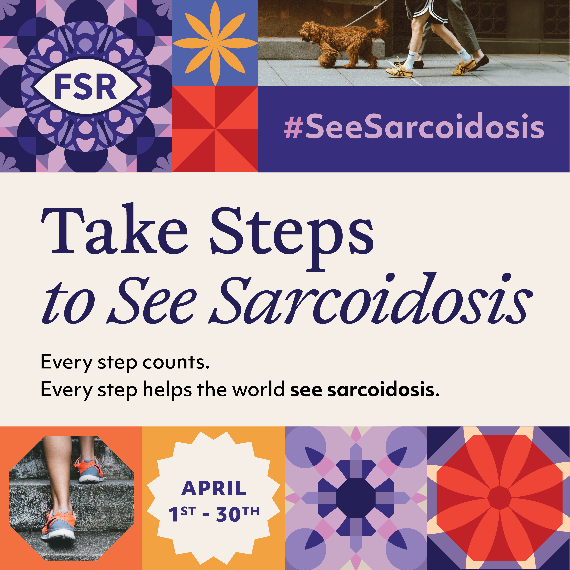 FSR
#SeeSarcoidosis
Take Steps
to See Sarcoidosis
Every step counts.
Every step helps the world see sarcoidosis.
APRIL
1ST - 30TH